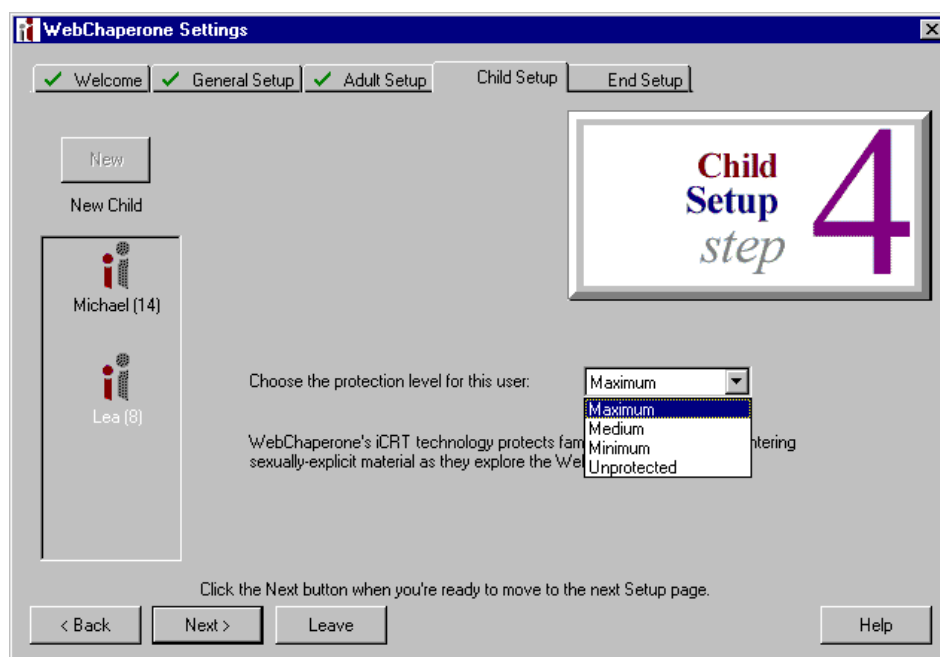 WebChaperone Settings
Welcome
General Setup
Adult Setup
Child Setup
End Setup
New
New Child
Michael (14)
Lea (8)
Child
Setup
step
4
Choose the protection level for this user:
Maximum
Maximum
Medium
Minimum
Unprotected
WebChaperone's iCRT technology protects fam ntering
sexually-explicit material as they explore the We
Click the Next button when you're ready to move to the next Setup page.
< Back
Next >
Leave
Help